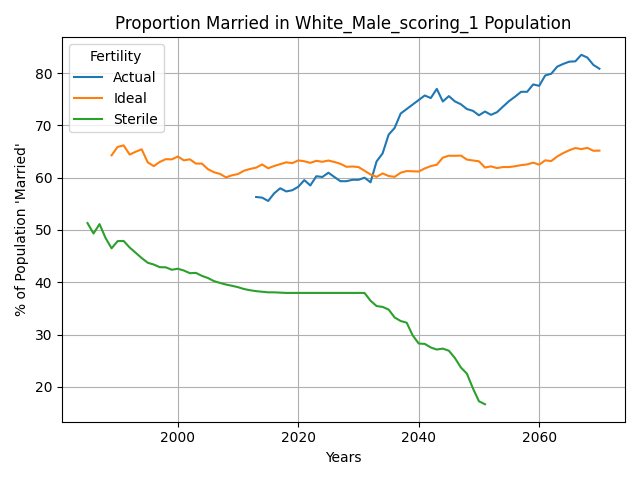 Proportion Married in White_Male_scoring_1 Population
Fertility
Actual
Ideal
Sterile
% of Population 'Married'
80
70
60
50
40
30
20
2000
2020
2040
2060
Years